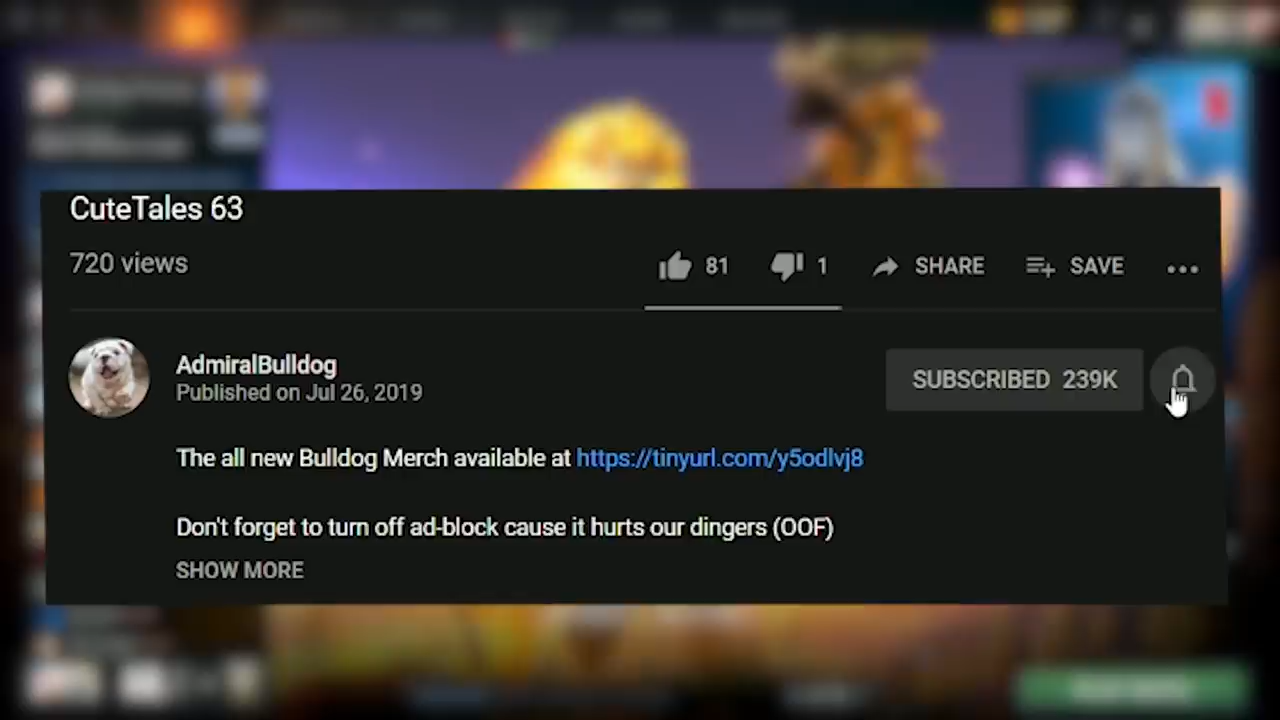 CuteTales 63
720 views
81
1
SHARE
SAVE
AdmiralBulldog
Published on Jul 26, 2019
SUBSCRIBED 239K
The all new Bulldog Merch available at https://tinyurl.com/y5odlvj8
Don't forget to turn off ad-block cause it hurts our dingers (OOF)
SHOW MORE